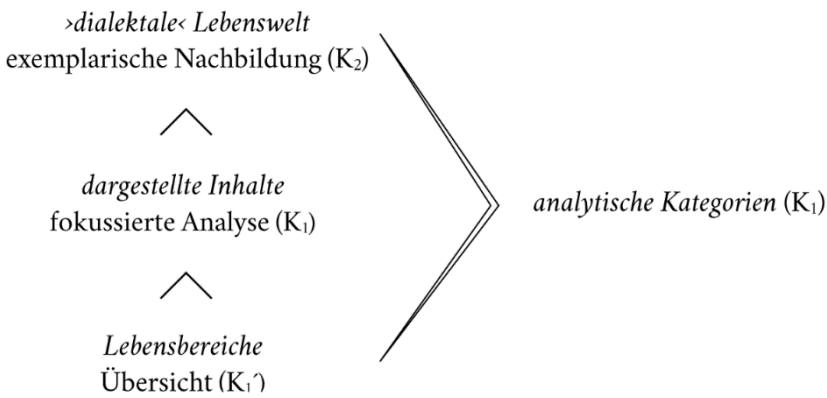 ›dialektale‹ Lebenswelt
exemplarische Nachbildung (K₂)
dargestellte Inhalte
fokussierte Analyse (K₁)
Lebensbereiche
Übersicht (K₁´)
analytische Kategorien (K₁)